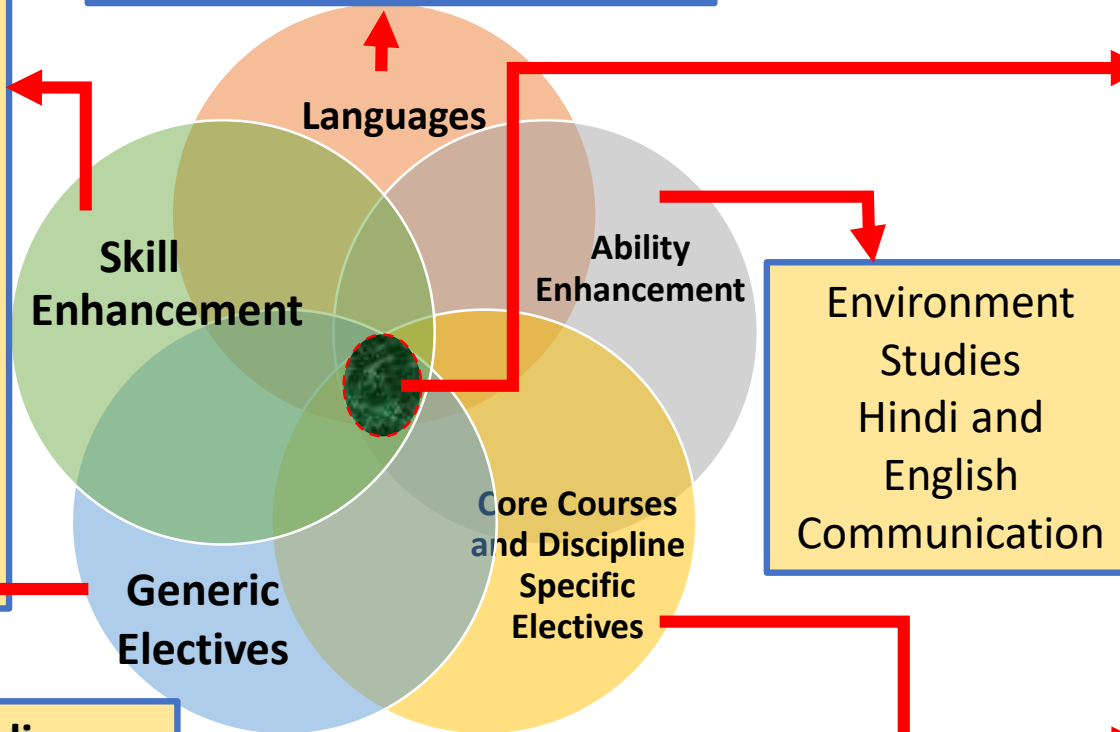 Languages
Skill
Enhancement
Ability
Enhancement
Environment
Studies
Hindi and
English
Communication
Core Courses
and Discipline
Specific
Electives
Generic
Electives